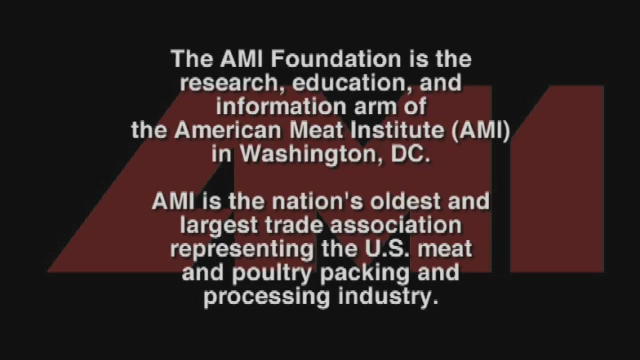 The AMI Foundation is the
research, education, and
information arm of
the American Meat Institute (AMI)
in Washington, DC.
AMI is the nation's oldest and
largest trade association
representing the U.S. meat
and poultry packing and
processing industry.
AMI